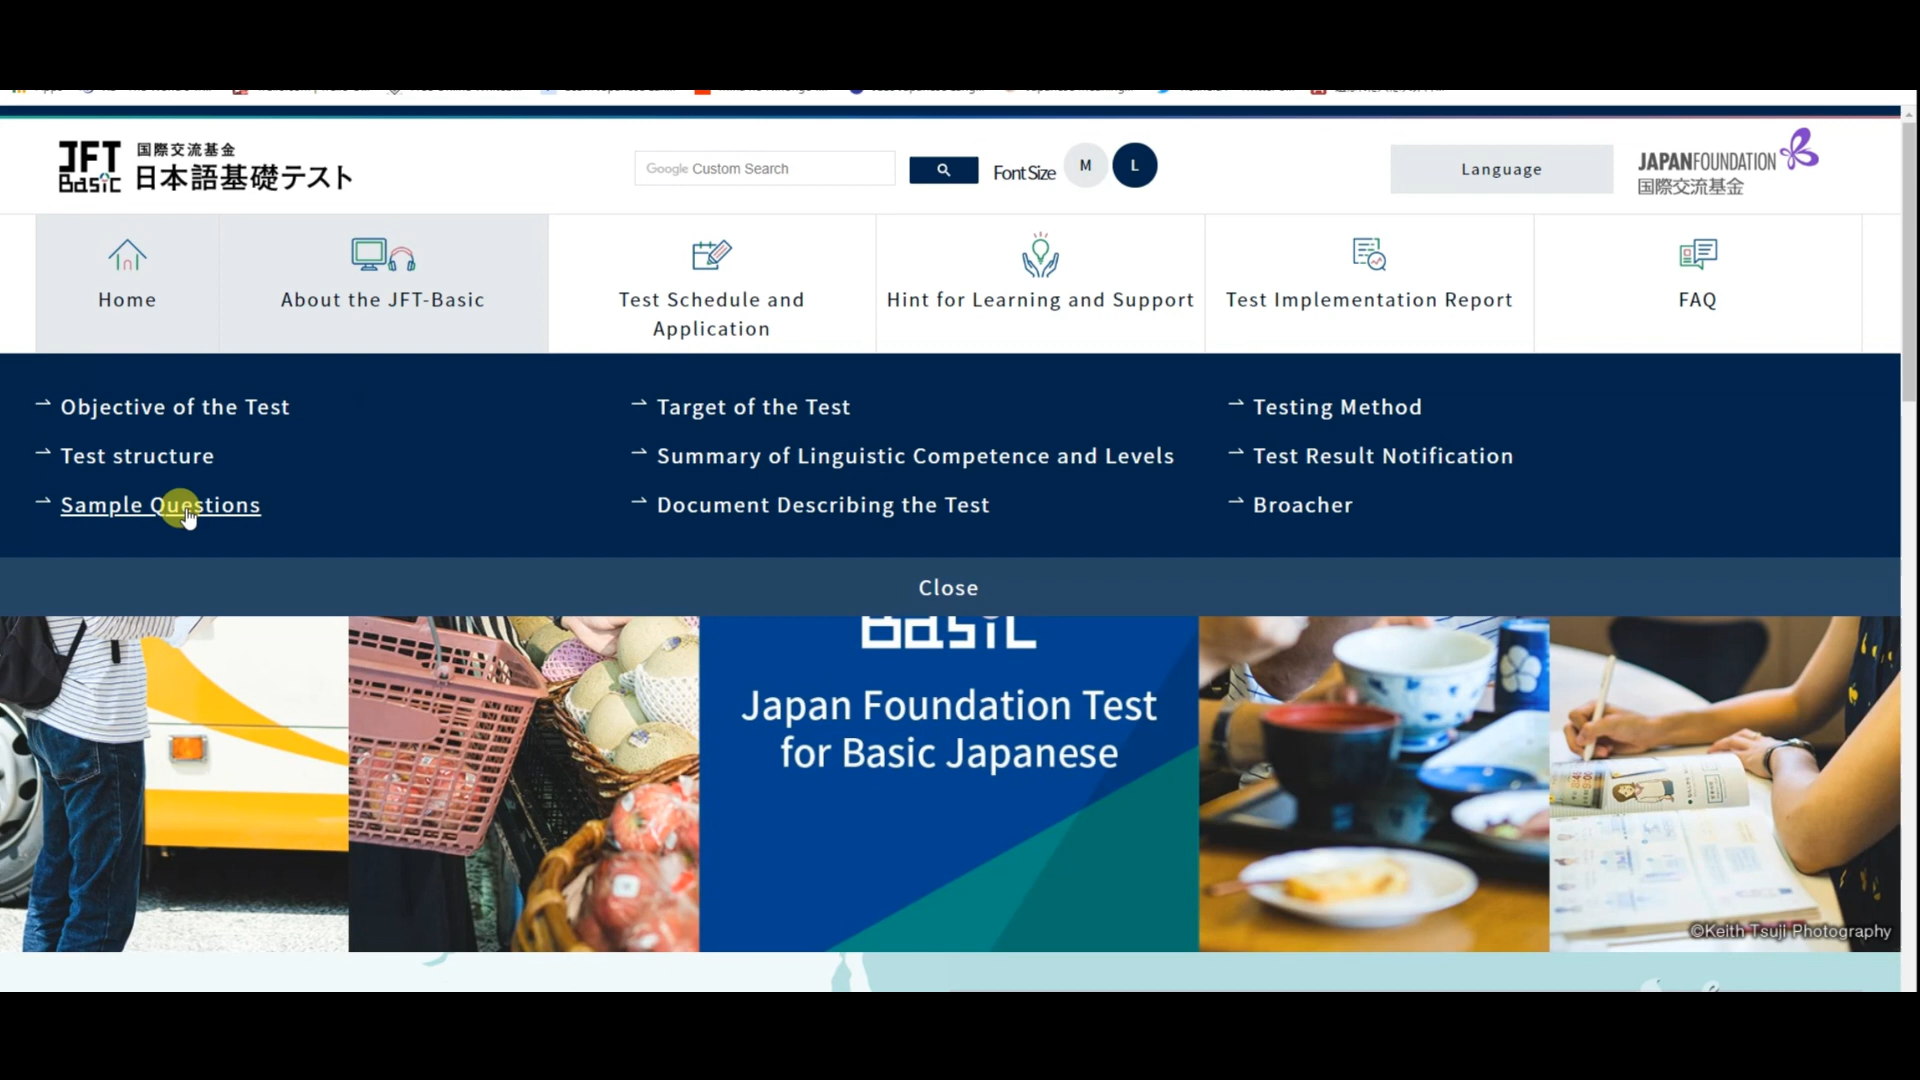 JFT
Basic
国際交流基金
日本語基礎テスト
Google Custom Search
Font Size
M
L
Language
JAPANFOUNDATION
国際交流基金
Home
About the JFT-Basic
Test Schedule and
Application
Hint for Learning and Support
Test Implementation Report
FAQ
Objective of the Test
Target of the Test
Testing Method
Test structure
Summary of Linguistic Competence and Levels
Test Result Notification
Sample Questions
Document Describing the Test
Broacher
Close
Basic
Japan Foundation Test
for Basic Japanese
©Keith Tsuji Photography